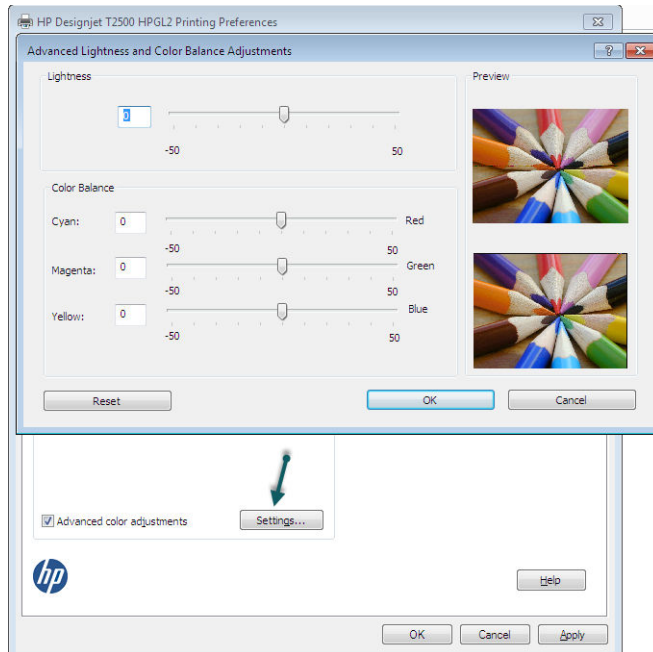 HP Designjet T2500 HPGL2 Printing Preferences
Advanced Lightness and Color Balance Adjustments
Lightness
Preview
0
-50 50
Color Balance
Cyan: 0 Red
-50 50
Magenta: 0 Green
-50 50
Yellow: 0 Blue
-50 50
Reset OK Cancel
Advanced color adjustments Settings...
hp
Help
OK Cancel Apply